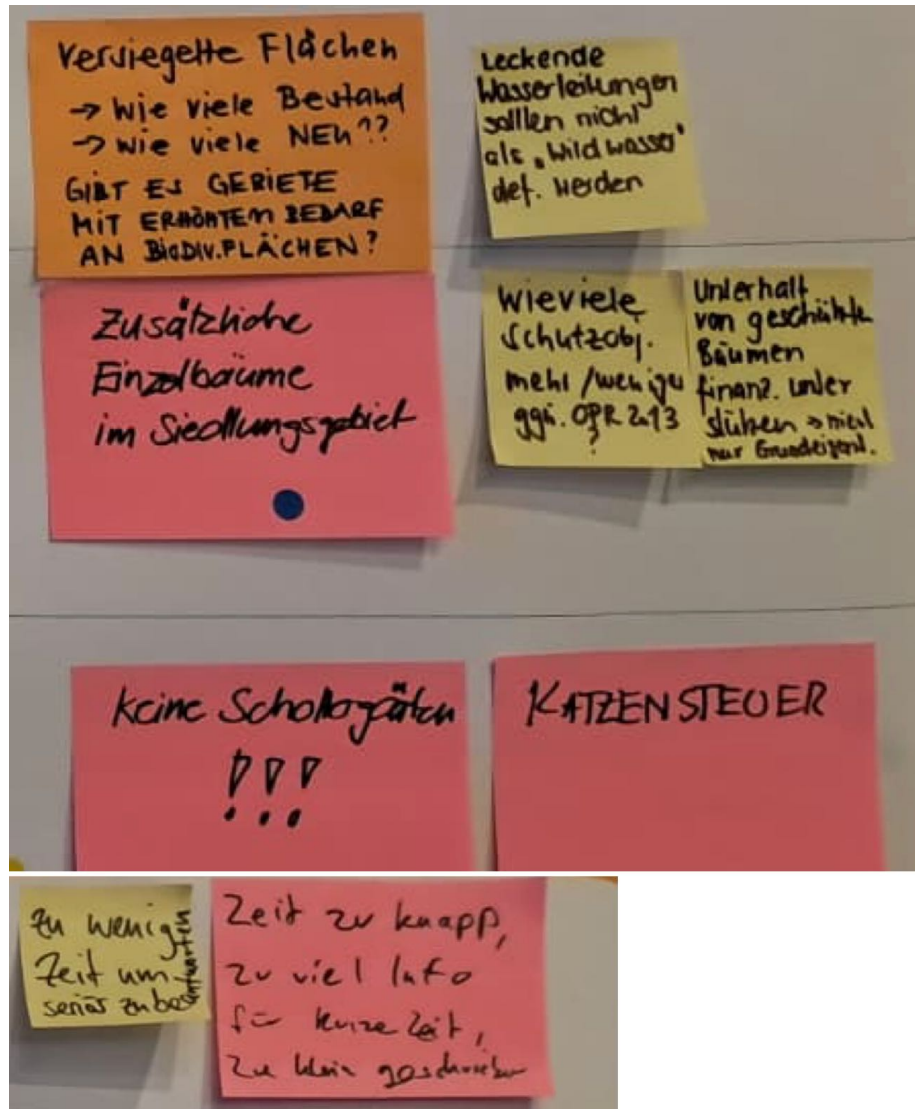 Versiegelte Flächen
→ Wie viele Bestand
→ Wie viele NEU??
GIBT ES GEBIETE
MIT ERHÖHTEM BEDARF
AN BIODIV.FLÄCHEN?
Leckende
Wasserleitungen
sollen nicht
als „Wildwasser"
def. werden
Zusätzliche
Einzelbäume
im Siedlungsgebiet
Wieviele
Schutzobj.
mehr/weniger
ggü. OPR 2013
?
Unterhalt
von geschützten
Bäumen
finanz. unter
stützen → nicht
nur Grundeigent.
Keine Schottergärten
!!!
KATZENSTEUER
Zu wenig
Zeit um
seriös zu beantworten
Zeit zu knapp,
zu viel Info
für kurze Zeit,
zu klein geschrieben